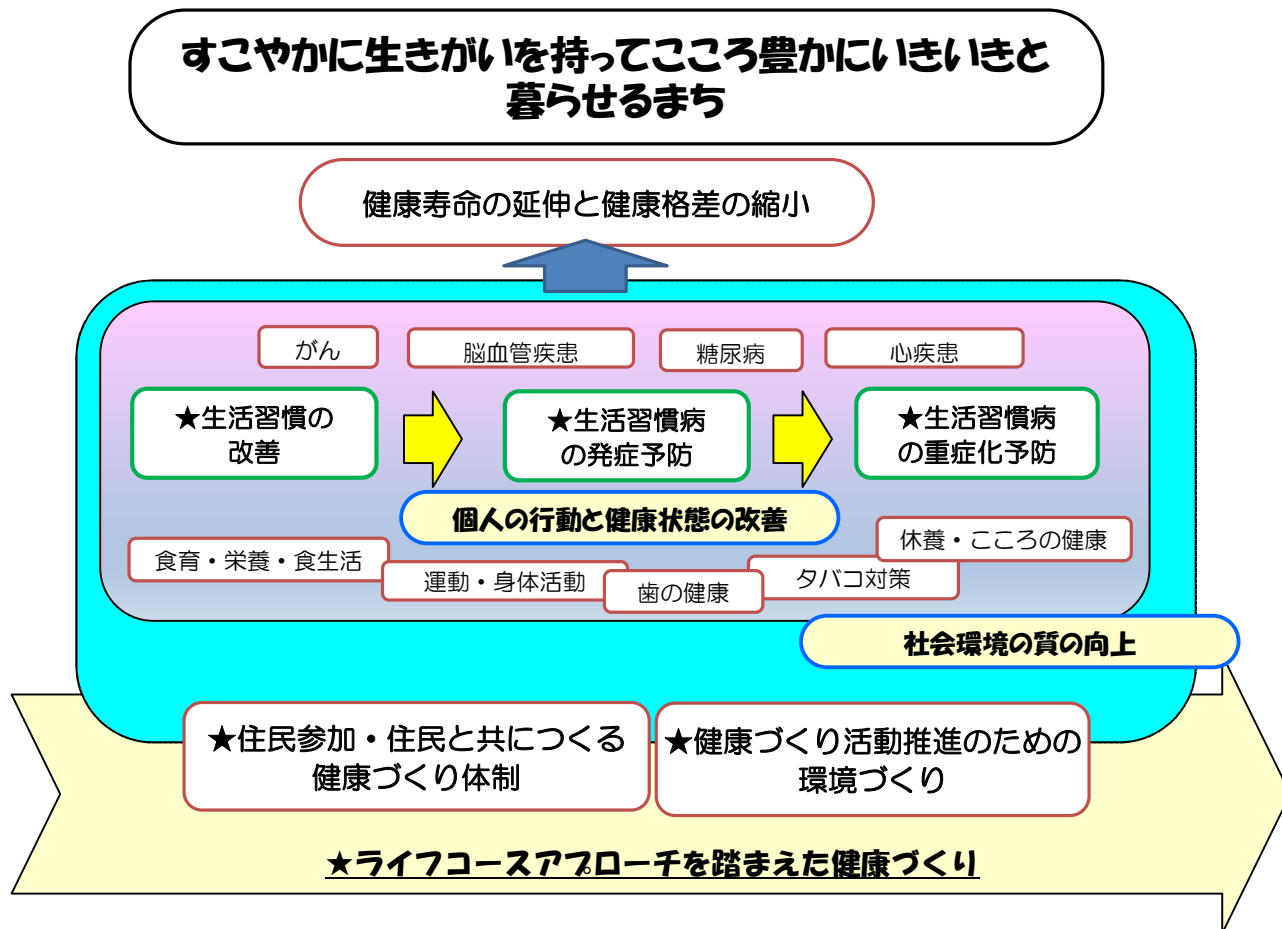 すこやかに生きがいを持ってこころ豊かにいきいきと
暮らせるまち
健康寿命の延伸と健康格差の縮小
がん
脳血管疾患
糖尿病
心疾患
★生活習慣の
改善
★生活習慣病
の発症予防
★生活習慣病
の重症化予防
個人の行動と健康状態の改善
食育・栄養・食生活
運動・身体活動
歯の健康
タバコ対策
休養・こころの健康
社会環境の質の向上
★住民参加・住民と共につくる
健康づくり体制
★健康づくり活動推進のための
環境づくり
★ライフコースアプローチを踏まえた健康づくり